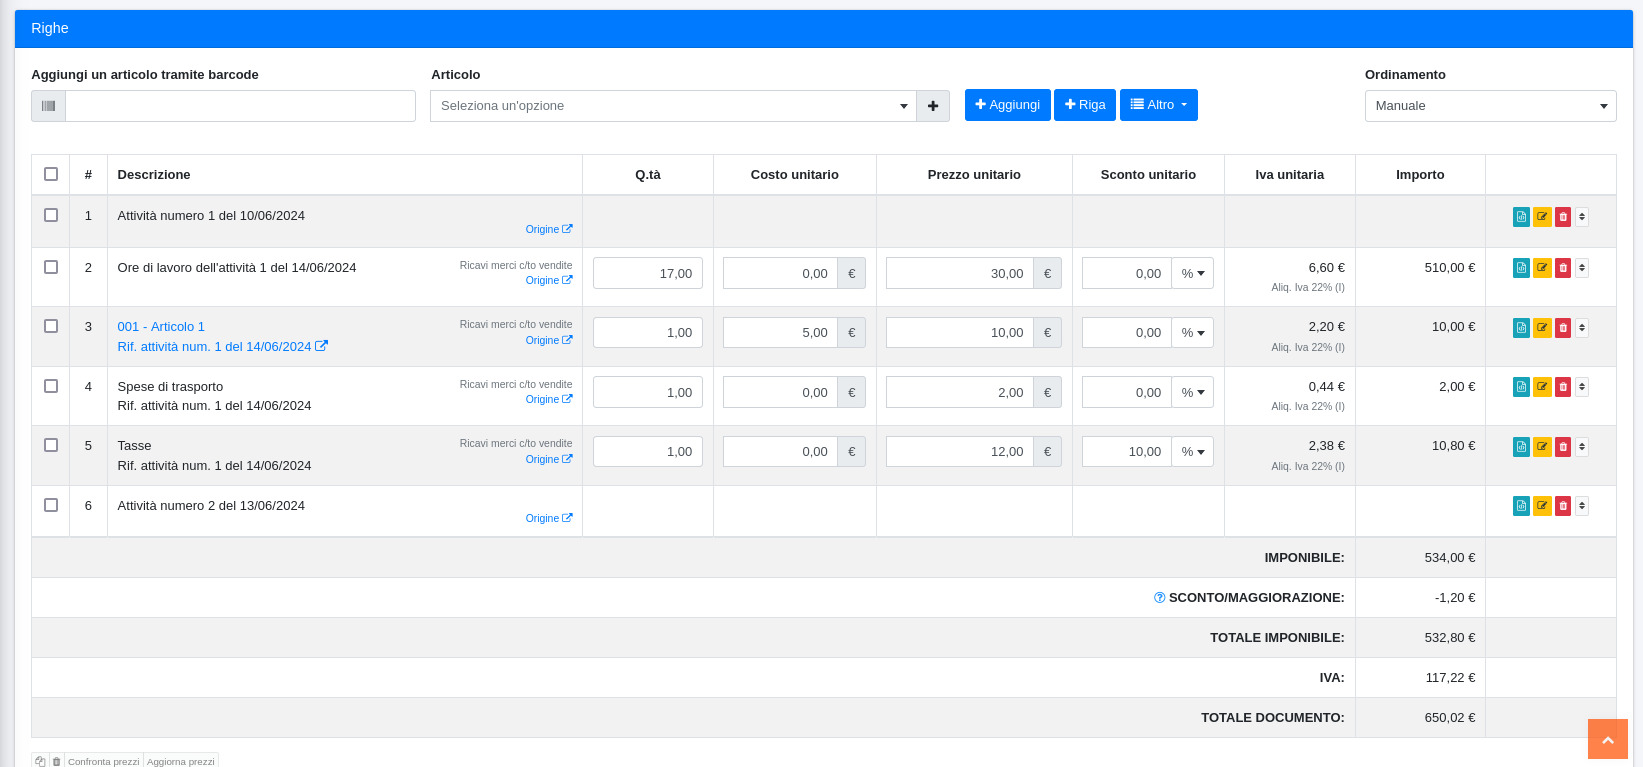 Righe
Aggiungi un articolo tramite barcode Articolo Ordinamento
Seleziona un'opzione Aggiungi Riga Altro Manuale
# Descrizione Q.tà Costo unitario Prezzo unitario Sconto unitario Iva unitaria Importo
1 Attività numero 1 del 10/06/2024
Origine
2 Ore di lavoro dell'attività 1 del 14/06/2024 Ricavi merci c/to vendite 17,00 0,00 € 30,00 € 0,00 % 6,60 € 510,00 €
Origine Aliq. Iva 22% (I)
3 001 - Articolo 1 Ricavi merci c/to vendite 1,00 5,00 € 10,00 € 0,00 % 2,20 € 10,00 €
Rif. attività num. 1 del 14/06/2024 Origine Aliq. Iva 22% (I)
4 Spese di trasporto Ricavi merci c/to vendite 1,00 0,00 € 2,00 € 0,00 % 0,44 € 2,00 €
Rif. attività num. 1 del 14/06/2024 Origine Aliq. Iva 22% (I)
5 Tasse Ricavi merci c/to vendite 1,00 0,00 € 12,00 € 10,00 % 2,38 € 10,80 €
Rif. attività num. 1 del 14/06/2024 Origine Aliq. Iva 22% (I)
6 Attività numero 2 del 13/06/2024
Origine
IMPONIBILE: 534,00 €
SCONTO/MAGGIORAZIONE: -1,20 €
TOTALE IMPONIBILE: 532,80 €
IVA: 117,22 €
TOTALE DOCUMENTO: 650,02 €
Confronta prezzi Aggiorna prezzi